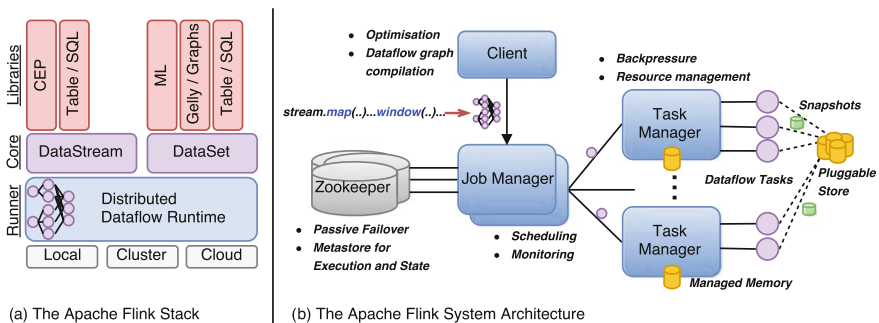 Libraries
CEP
Table / SQL
ML
Gelly / Graphs
Table / SQL
Core
DataStream
DataSet
Runner
Distributed
Dataflow Runtime
Local
Cluster
Cloud
(a) The Apache Flink Stack
• Optimisation
• Dataflow graph
compilation
Client
stream.map(..)...window(..)...
Zookeeper
Job Manager
• Passive Failover
• Metastore for
Execution and State
• Scheduling
• Monitoring
• Backpressure
• Resource management
Task
Manager
Snapshots
Dataflow Tasks
Pluggable
Store
Task
Manager
Managed Memory
(b) The Apache Flink System Architecture